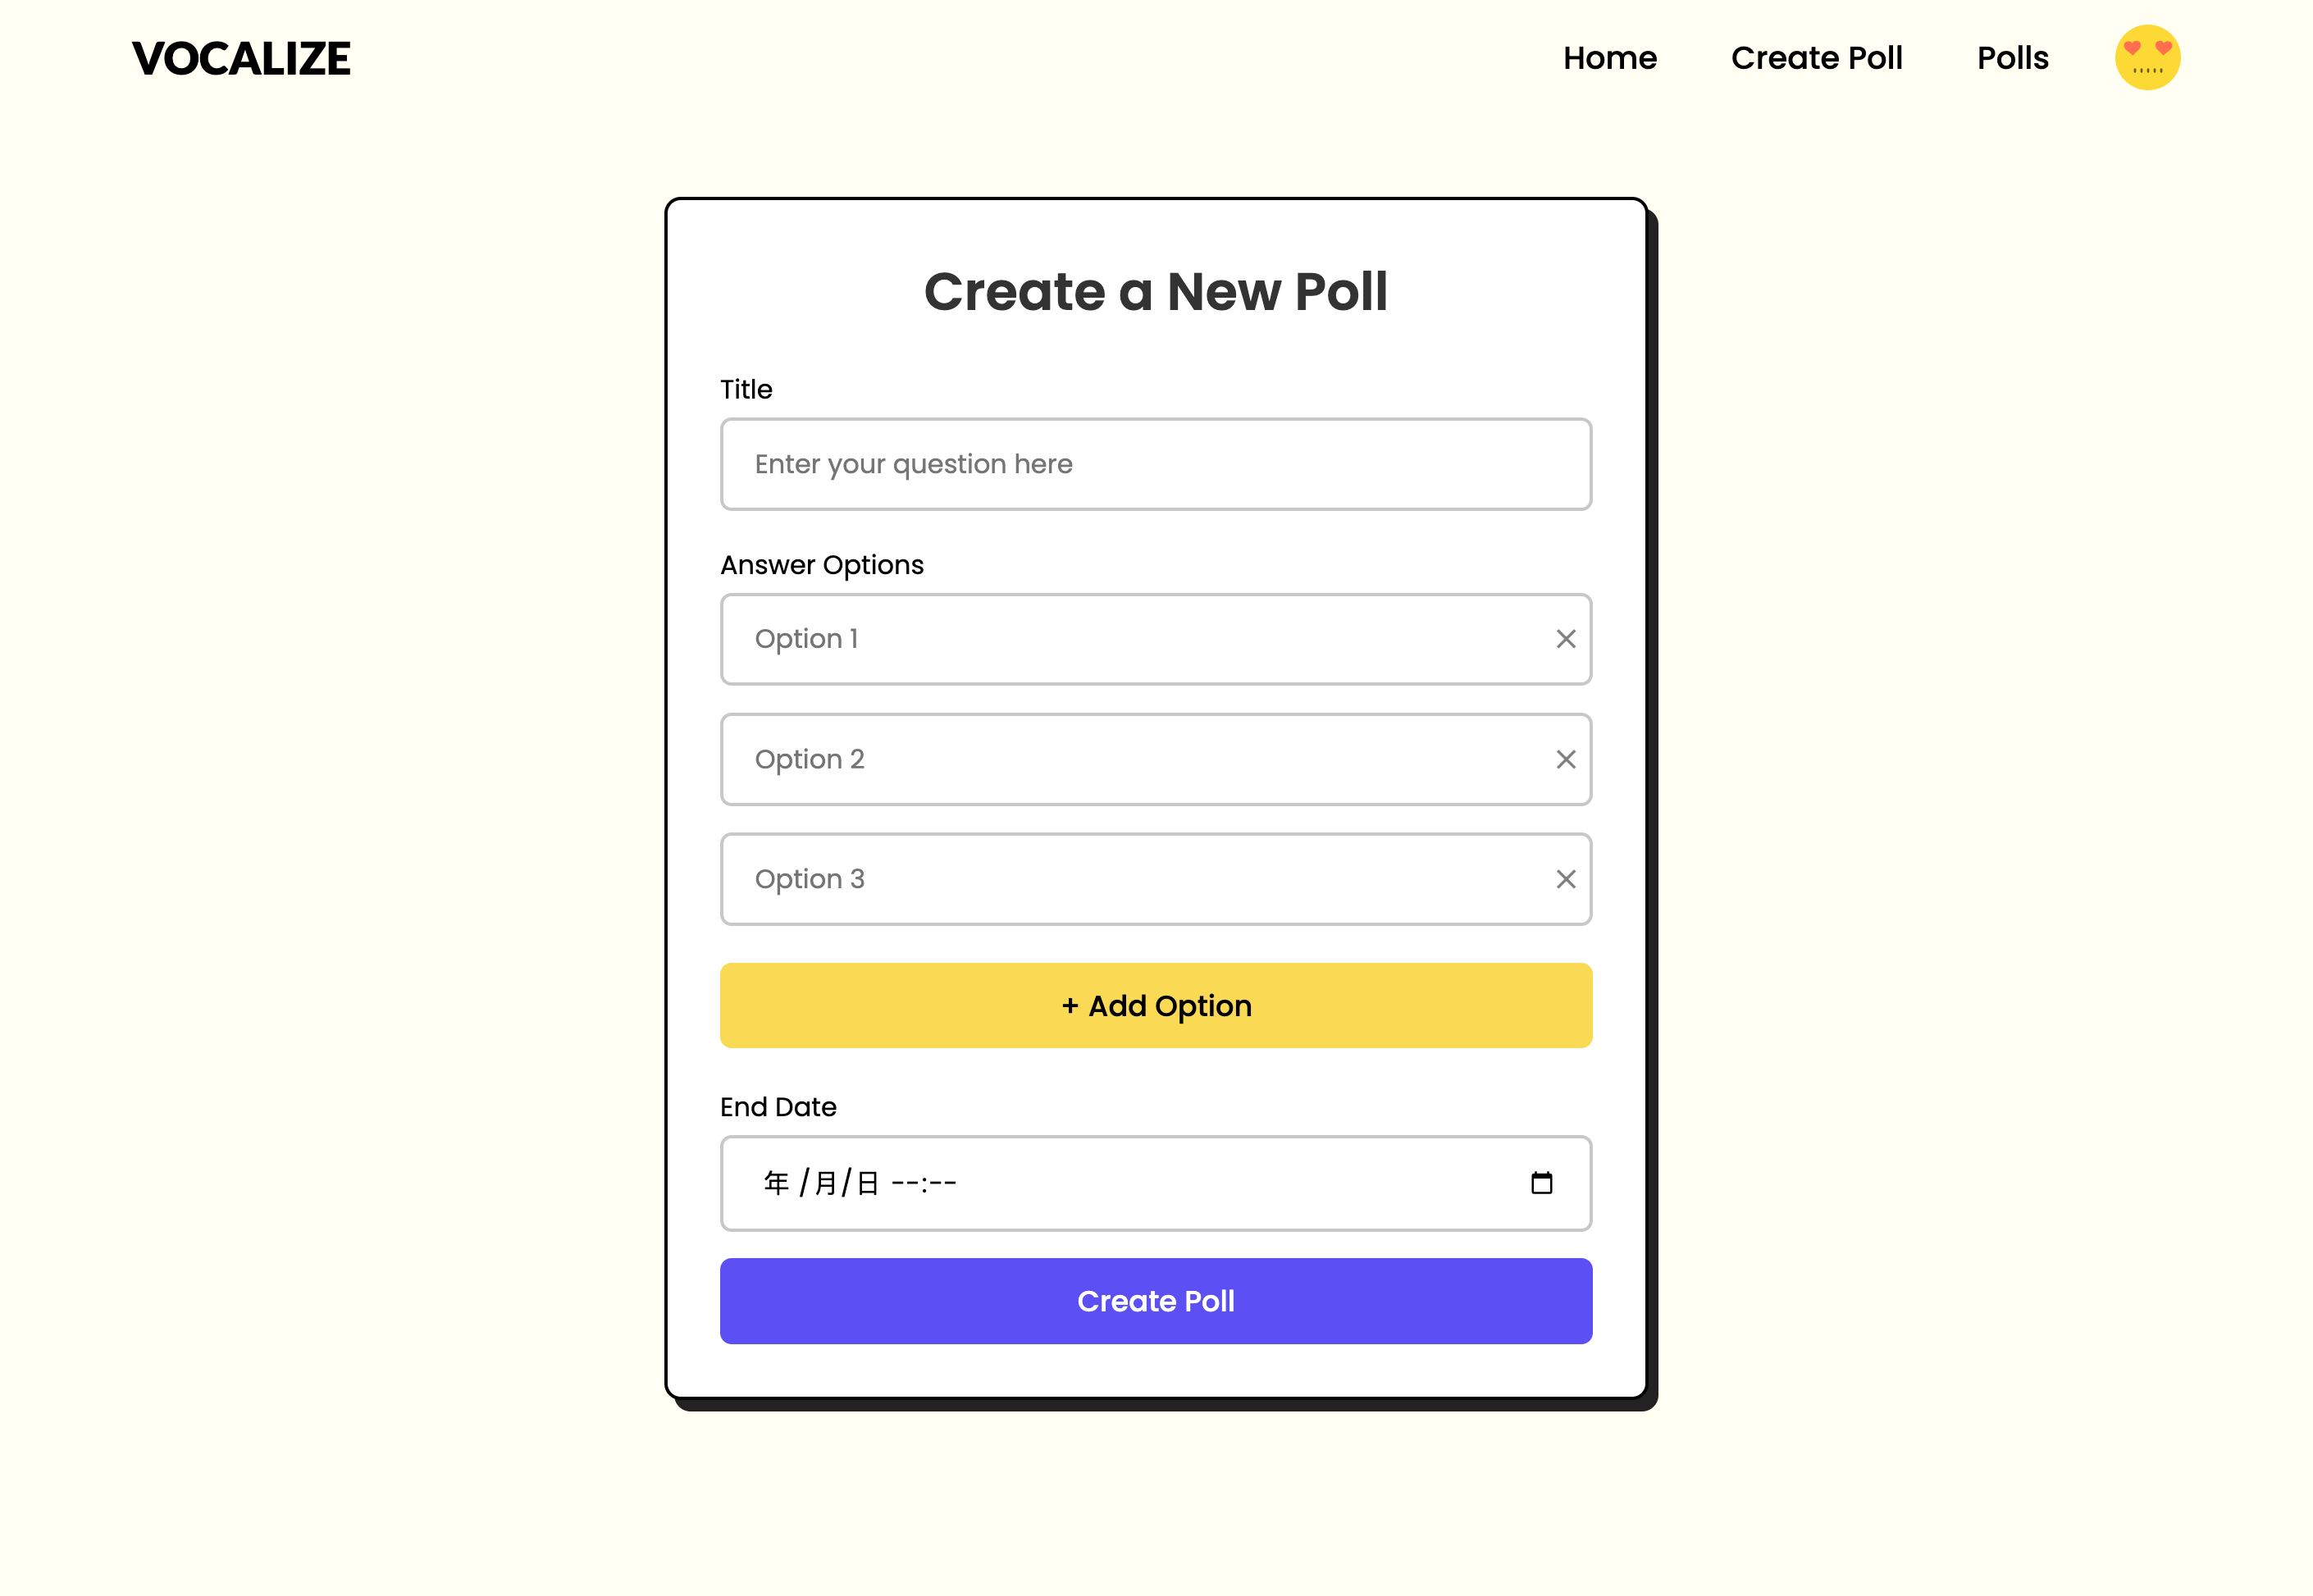 VOCALIZE
Home
Create Poll
Polls
Create a New Poll
Title
Enter your question here
Answer Options
Option 1
Option 2
Option 3
+ Add Option
End Date
年 /月/日 --:--
Create Poll